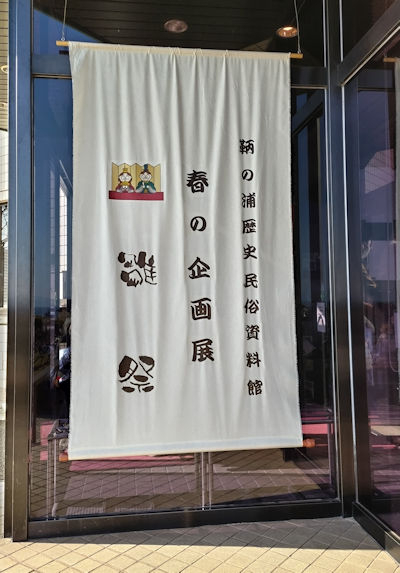 鞆の浦歴史民俗資料館
春の企画展
雛祭